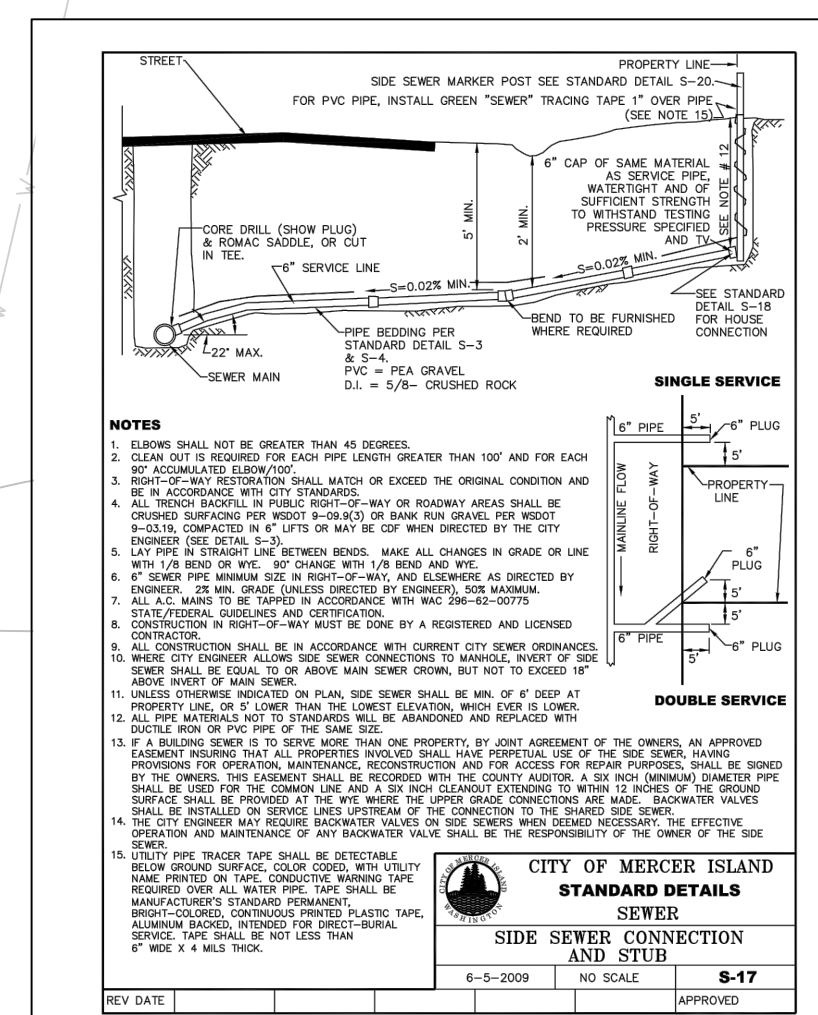 STREET
PROPERTY LINE
SIDE SEWER MARKER POST SEE STANDARD DETAIL S-20.
FOR PVC PIPE, INSTALL GREEN "SEWER" TRACING TAPE 1" OVER PIPE
(SEE NOTE 15)
6" CAP OF SAME MATERIAL
AS SERVICE PIPE,
WATERTIGHT AND OF
SUFFICIENT STRENGTH
TO WITHSTAND TESTING
PRESSURE SPECIFIED
AND TV
SEE NOTE # 12
5' MIN.
2' MIN.
CORE DRILL (SHOW PLUG)
& ROMAC SADDLE, OR CUT
IN TEE.
6" SERVICE LINE
S=0.02% MIN.
S=0.02% MIN.
22° MAX.
SEWER MAIN
PIPE BEDDING PER
STANDARD DETAIL S-3
& S-4.
PVC = PEA GRAVEL
D.I. = 5/8- CRUSHED ROCK
BEND TO BE FURNISHED
WHERE REQUIRED
SEE STANDARD
DETAIL S-18
FOR HOUSE
CONNECTION
SINGLE SERVICE
6" PIPE
5'
6" PLUG
5'
MAINLINE FLOW
RIGHT-OF-WAY
PROPERTY
LINE
6"
PLUG
5'
5'
6" PIPE
5'
6" PLUG
DOUBLE SERVICE
NOTES
1. ELBOWS SHALL NOT BE GREATER THAN 45 DEGREES.
2. CLEAN OUT IS REQUIRED FOR EACH PIPE LENGTH GREATER THAN 100' AND FOR EACH
90° ACCUMULATED ELBOW/100'.
3. RIGHT-OF-WAY RESTORATION SHALL MATCH OR EXCEED THE ORIGINAL CONDITION AND
BE IN ACCORDANCE WITH CITY STANDARDS.
4. ALL TRENCH BACKFILL IN PUBLIC RIGHT-OF-WAY OR ROADWAY AREAS SHALL BE
CRUSHED SURFACING PER WSDOT 9-09.9(3) OR BANK RUN GRAVEL PER WSDOT
9-03.19, COMPACTED IN 6" LIFTS OR MAY BE CDF WHEN DIRECTED BY THE CITY
ENGINEER (SEE DETAIL S-3).
5. LAY PIPE IN STRAIGHT LINE BETWEEN BENDS. MAKE ALL CHANGES IN GRADE OR LINE
WITH 1/8 BEND OR WYE. 90° CHANGE WITH 1/8 BEND AND WYE.
6. 6" SEWER PIPE MINIMUM SIZE IN RIGHT-OF-WAY, AND ELSEWHERE AS DIRECTED BY
ENGINEER. 2% MIN. GRADE (UNLESS DIRECTED BY ENGINEER), 50% MAXIMUM.
7. ALL A.C. MAINS TO BE TAPPED IN ACCORDANCE WITH WAC 296-62-00775
STATE/FEDERAL GUIDELINES AND CERTIFICATION.
8. CONSTRUCTION IN RIGHT-OF-WAY MUST BE DONE BY A REGISTERED AND LICENSED
CONTRACTOR.
9. ALL CONSTRUCTION SHALL BE IN ACCORDANCE WITH CURRENT CITY SEWER ORDINANCES.
10. WHERE CITY ENGINEER ALLOWS SIDE SEWER CONNECTIONS TO MANHOLE, INVERT OF SIDE
SEWER SHALL BE EQUAL TO OR ABOVE MAIN SEWER CROWN, BUT NOT TO EXCEED 18"
ABOVE INVERT OF MAIN SEWER.
11. UNLESS OTHERWISE INDICATED ON PLAN, SIDE SEWER SHALL BE MIN. OF 6' DEEP AT
PROPERTY LINE, OR 5' LOWER THAN THE LOWEST ELEVATION, WHICH EVER IS LOWER.
12. ALL PIPE MATERIALS NOT TO STANDARDS WILL BE ABANDONED AND REPLACED WITH
DUCTILE IRON OR PVC PIPE OF THE SAME SIZE.
13. IF A BUILDING SEWER IS TO SERVE MORE THAN ONE PROPERTY, BY JOINT AGREEMENT OF THE OWNERS, AN APPROVED
EASEMENT INSURING THAT ALL PROPERTIES INVOLVED SHALL HAVE PERPETUAL USE OF THE SIDE SEWER, HAVING
PROVISIONS FOR OPERATION, MAINTENANCE, RECONSTRUCTION AND FOR ACCESS FOR REPAIR PURPOSES, SHALL BE SIGNED
BY THE OWNERS. THIS EASEMENT SHALL BE RECORDED WITH THE COUNTY AUDITOR. A SIX INCH (MINIMUM) DIAMETER PIPE
SHALL BE USED FOR THE COMMON LINE AND A SIX INCH CLEANOUT EXTENDING TO WITHIN 12 INCHES OF THE GROUND
SURFACE SHALL BE PROVIDED AT THE WYE WHERE THE UPPER GRADE CONNECTIONS ARE MADE. BACKWATER VALVES
SHALL BE INSTALLED ON SERVICE LINES UPSTREAM OF THE CONNECTION TO THE SHARED SIDE SEWER.
14. THE CITY ENGINEER MAY REQUIRE BACKWATER VALVES ON SIDE SEWERS WHEN DEEMED NECESSARY. THE EFFECTIVE
OPERATION AND MAINTENANCE OF ANY BACKWATER VALVE SHALL BE THE RESPONSIBILITY OF THE OWNER OF THE SIDE
SEWER.
15. UTILITY PIPE TRACER TAPE SHALL BE DETECTABLE
BELOW GROUND SURFACE, COLOR CODED, WITH UTILITY
NAME PRINTED ON TAPE. CONDUCTIVE WARNING TAPE
REQUIRED OVER ALL WATER PIPE. TAPE SHALL BE
MANUFACTURER'S STANDARD PERMANENT,
BRIGHT-COLORED, CONTINUOUS PRINTED PLASTIC TAPE,
ALUMINUM BACKED, INTENDED FOR DIRECT-BURIAL
SERVICE. TAPE SHALL BE NOT LESS THAN
6" WIDE X 4 MILS THICK.
CITY OF MERCER ISLAND
WASHINGTON
CITY OF MERCER ISLAND
STANDARD DETAILS
SEWER
SIDE SEWER CONNECTION
AND STUB
6-5-2009
NO SCALE
S-17
REV DATE
APPROVED